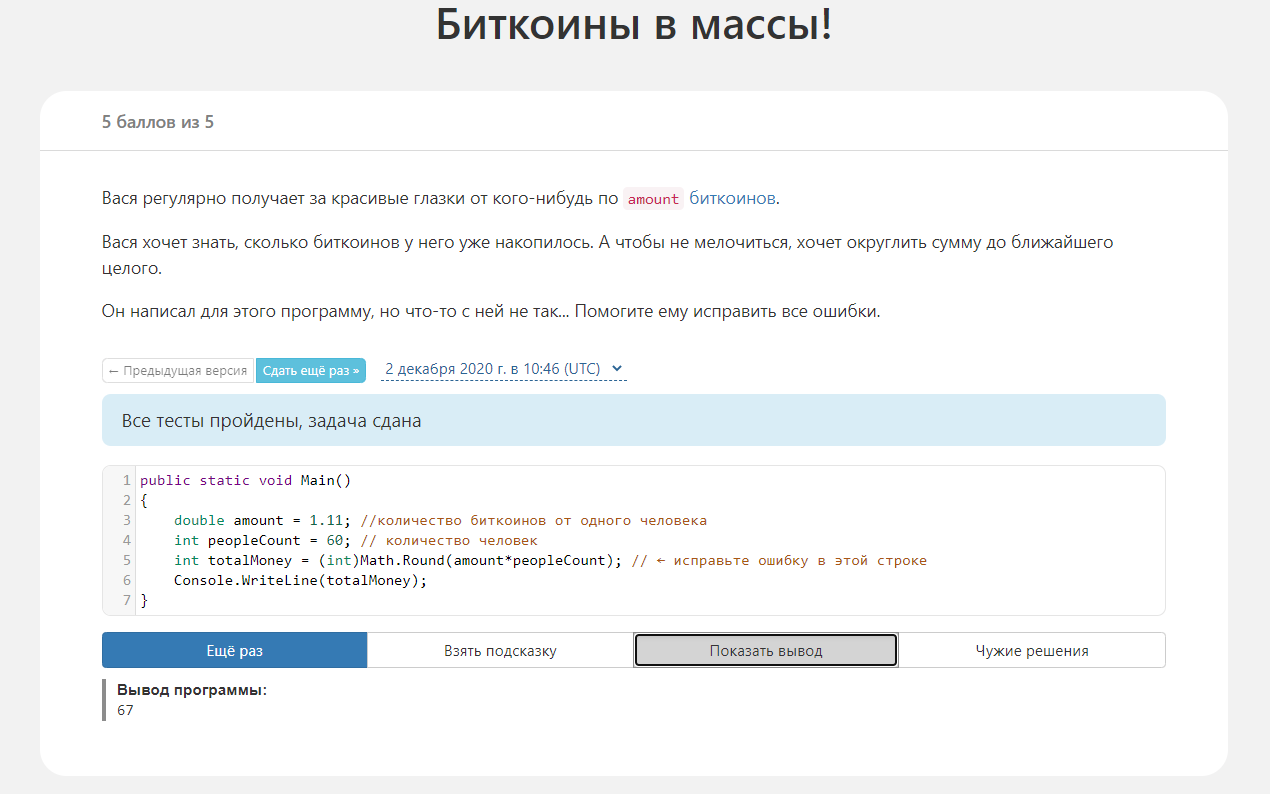 Биткоины в массы!
5 баллов из 5
Вася регулярно получает за красивые глазки от кого-нибудь по amount биткоинов.
Вася хочет знать, сколько биткоинов у него уже накопилось. А чтобы не мелочиться, хочет округлить сумму до ближайшего
целого.
Он написал для этого программу, но что-то с ней не так... Помогите ему исправить все ошибки.
← Предыдущая версия Сдать ещё раз » 2 декабря 2020 г. в 10:46 (UTC)
Все тесты пройдены, задача сдана
1 public static void Main()
2 {
3     double amount = 1.11; //количество биткоинов от одного человека
4     int peopleCount = 60; // количество человек
5     int totalMoney = (int)Math.Round(amount*peopleCount); // ← исправьте ошибку в этой строке
6     Console.WriteLine(totalMoney);
7 }
Ещё раз Взять подсказку Показать вывод Чужие решения
Вывод программы:
67